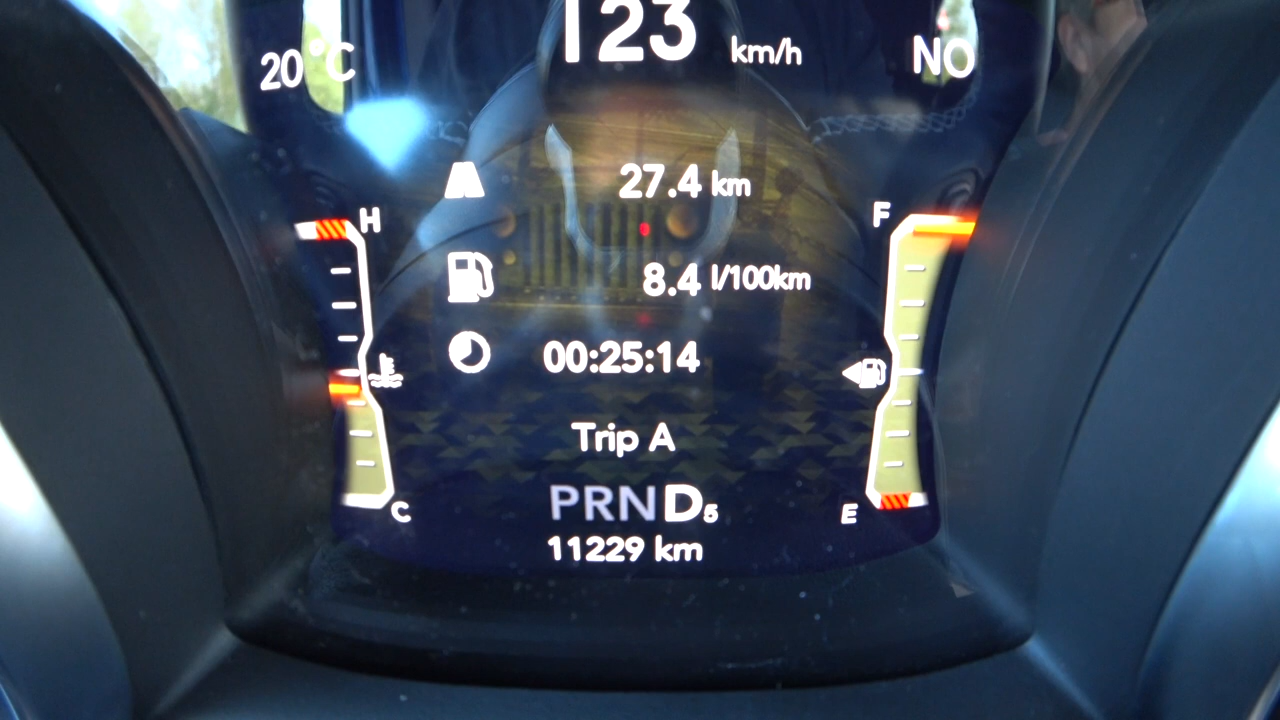 123 km/h
20°C
NO
27.4 km
H
F
8.4 l/100km
00:25:14
Trip A
PRND5
C
E
11229 km